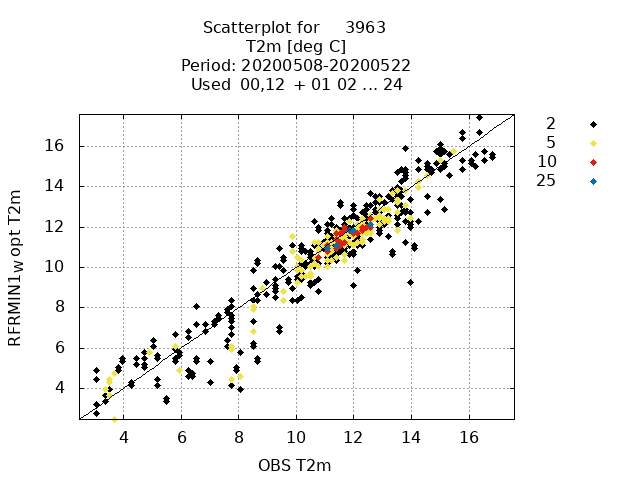 Scatterplot for 3963
T2m [deg C]
Period: 20200508-20200522
Used 00,12 + 01 02 ... 24
2
5
10
25
16
14
12
10
8
6
4
RFRMIN1_W opt T2m
4 6 8 10 12 14 16
OBS T2m